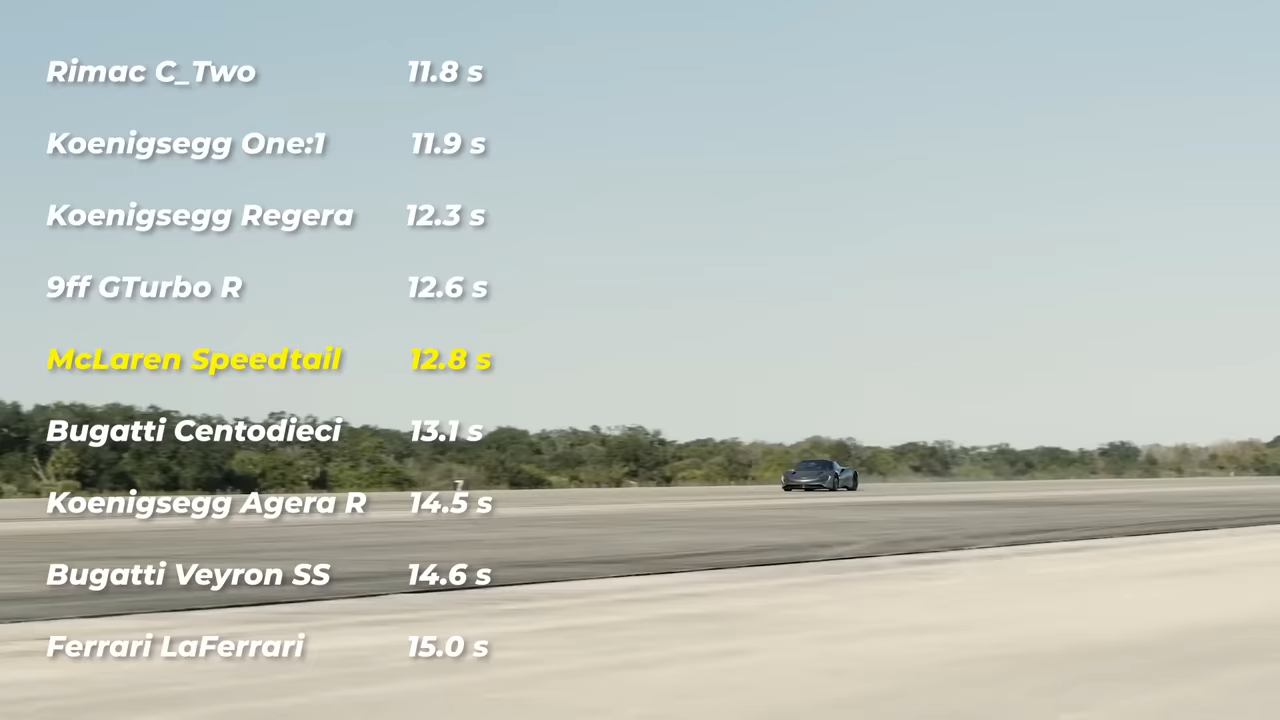 Rimac C_Two 11.8 s
Koenigsegg One:1 11.9 s
Koenigsegg Regera 12.3 s
9ff GTurbo R 12.6 s
McLaren Speedtail 12.8 s
Bugatti Centodieci 13.1 s
Koenigsegg Agera R 14.5 s
Bugatti Veyron SS 14.6 s
Ferrari LaFerrari 15.0 s